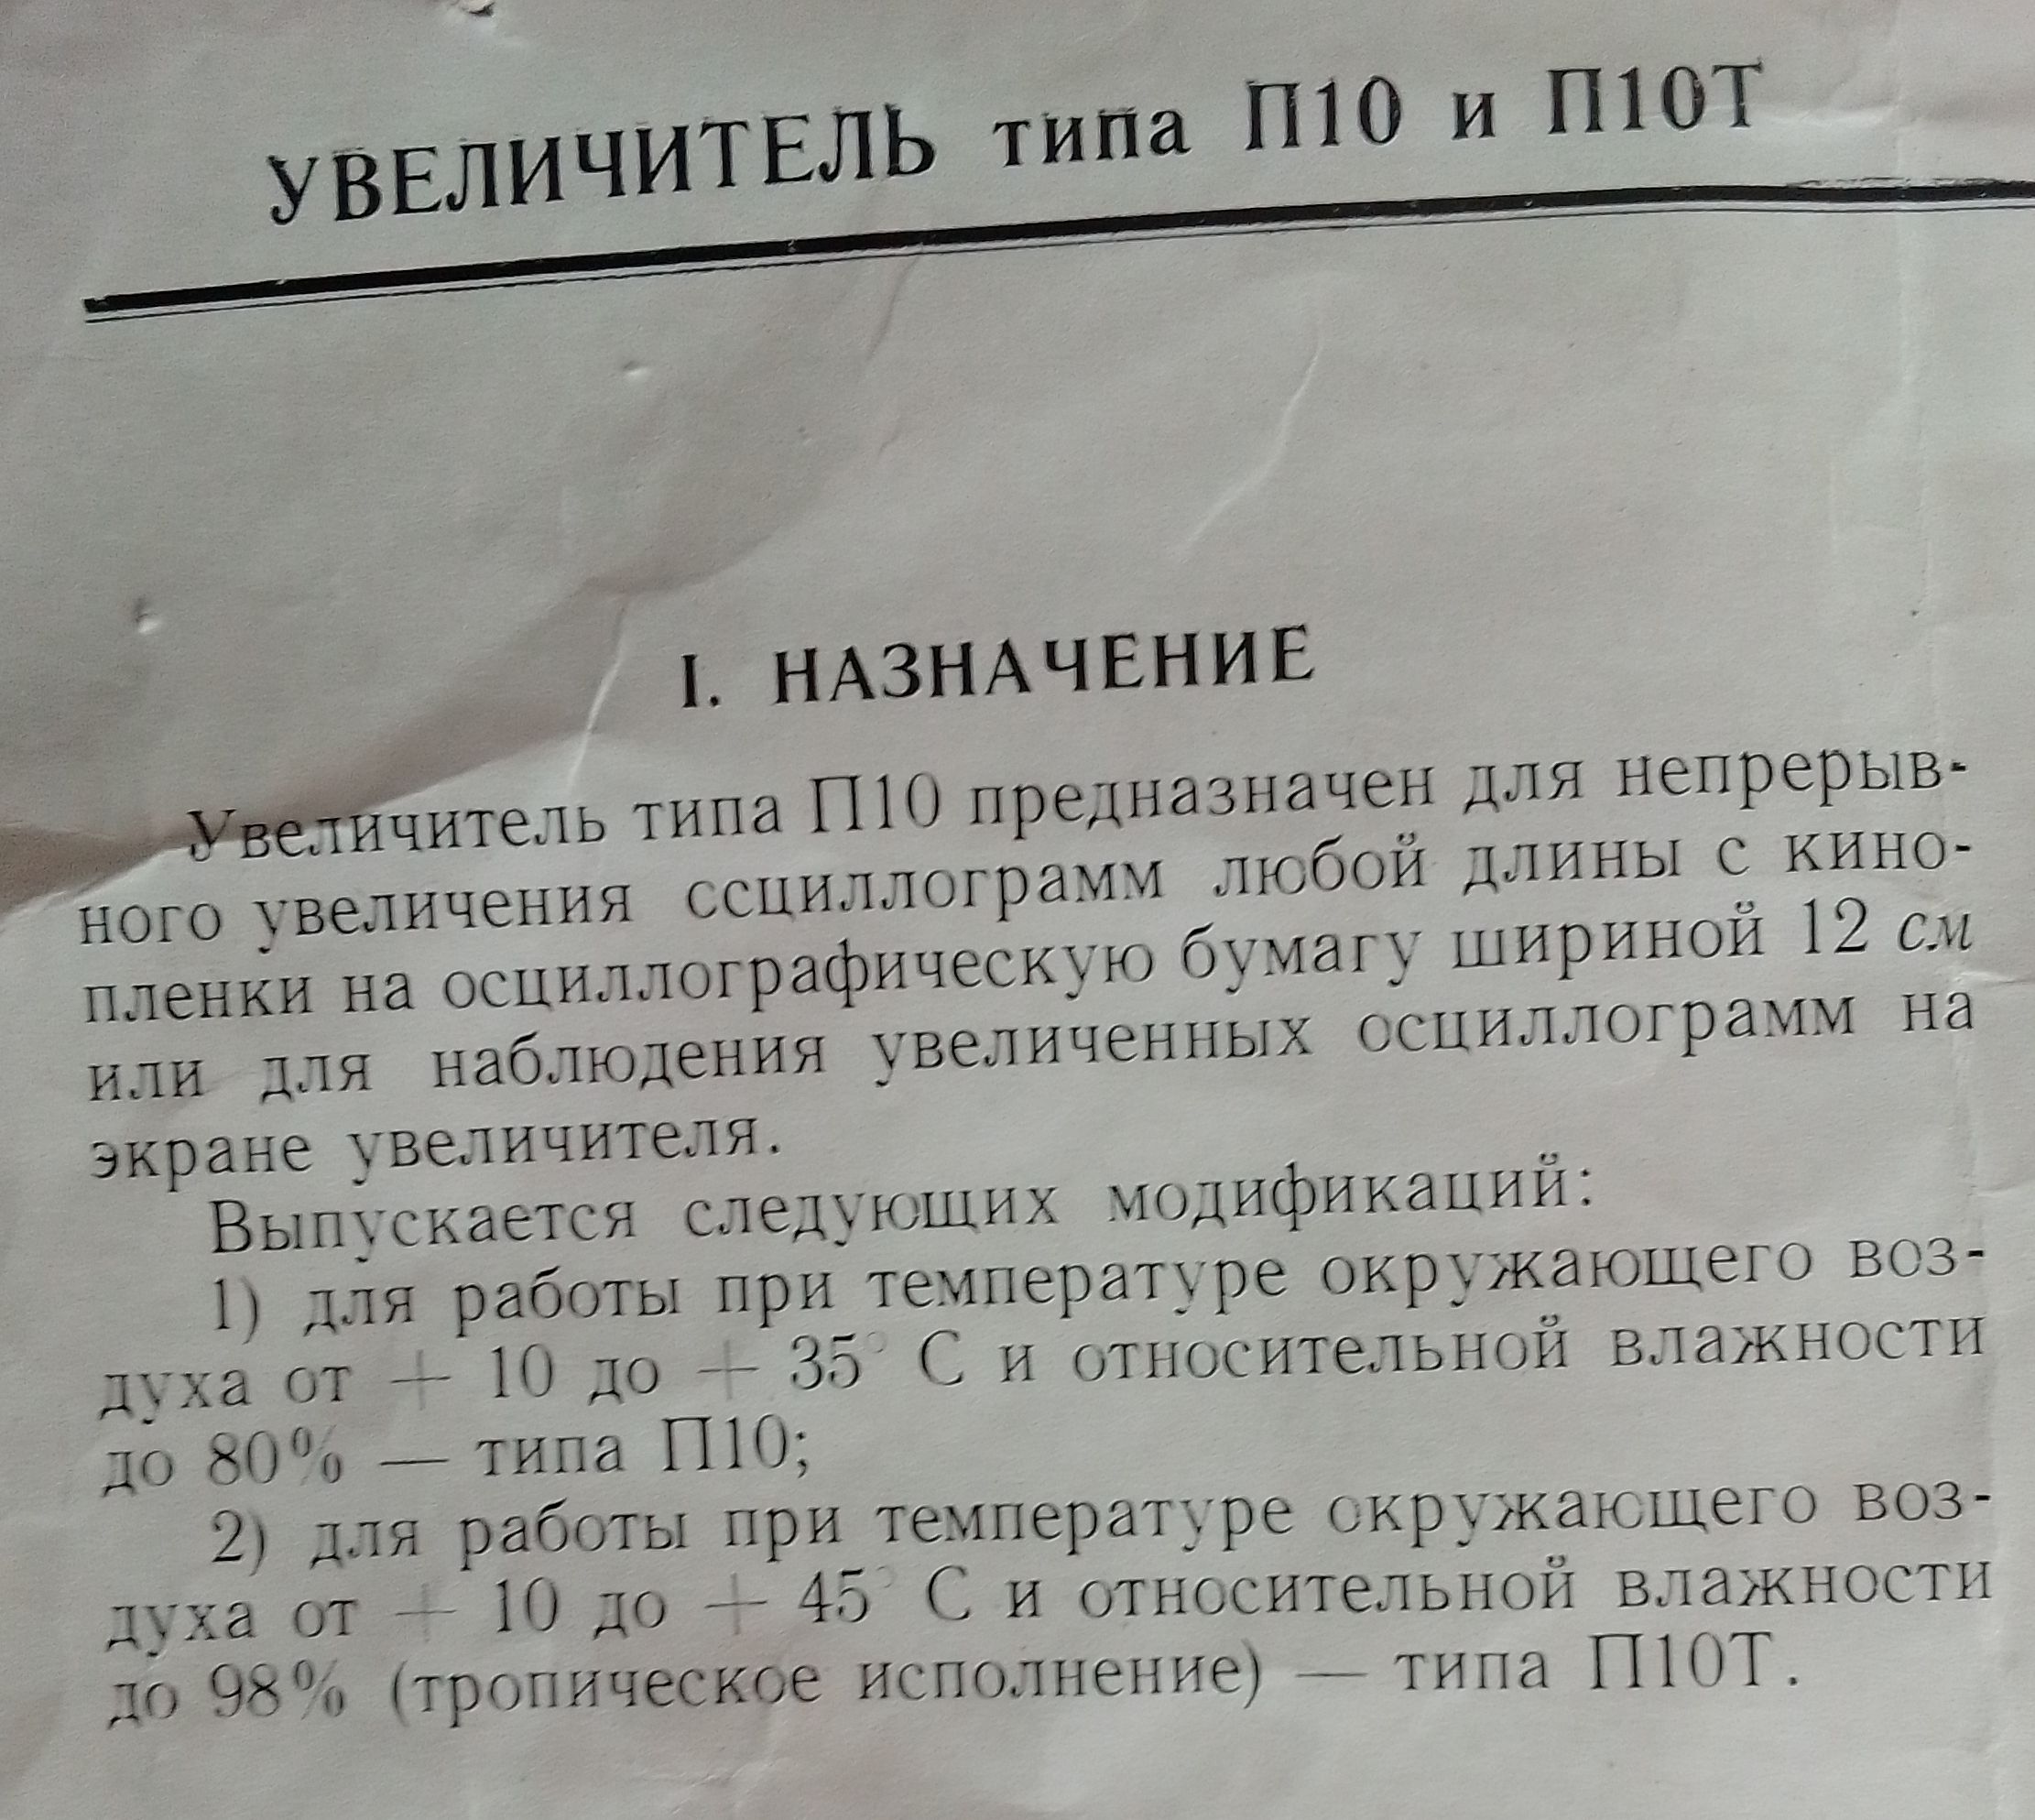 УВЕЛИЧИТЕЛЬ типа П10 и П10Т
I. НАЗНАЧЕНИЕ
Увеличитель типа П10 предназначен для непрерыв-
ного увеличения ссциллограмм любой длины с кино-
пленки на осциллографическую бумагу шириной 12 см
или для наблюдения увеличенных осциллограмм на
экране увеличителя.
Выпускается следующих модификаций:
1) для работы при температуре окружающего воз-
духа от + 10 до + 35° С и относительной влажности
до 80% — типа П10;
2) для работы при температуре окружающего воз-
духа от + 10 до + 45° С и относительной влажности
до 98% (тропическое исполнение) — типа П10Т.